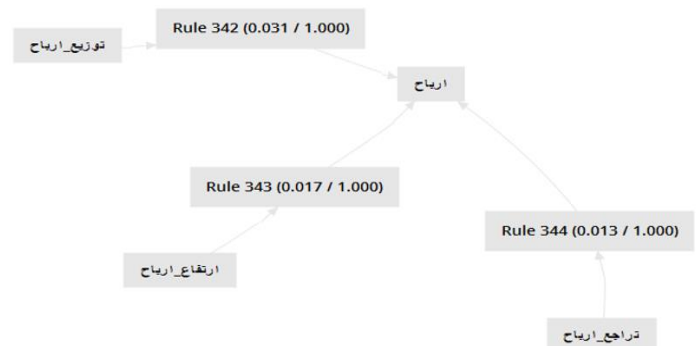 Rule 342 (0.031 / 1.000)
توزيع_ارباح
ارباح
Rule 343 (0.017 / 1.000)
Rule 344 (0.013 / 1.000)
ارتفاع_ارباح
تراجع_ارباح